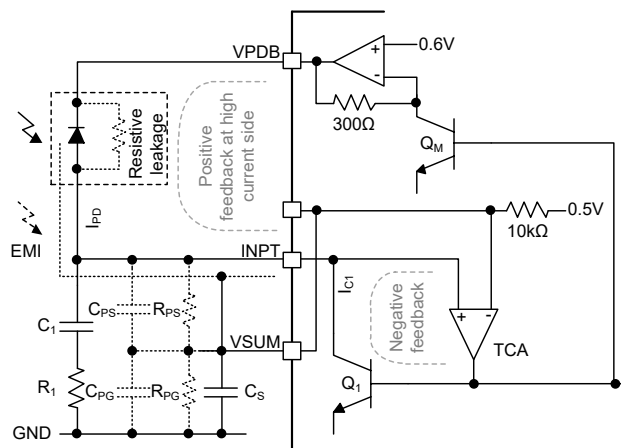 VPDB
0.6V
+
-
300Ω
Q_M
Resistive
leakage
Positive
feedback at high
current side
0.5V
10kΩ
I_PD
EMI
INPT
I_C1
C_PS
R_PS
C_1
VSUM
Negative
feedback
+
-
TCA
R_1
C_PG
R_PG
C_S
Q_1
GND